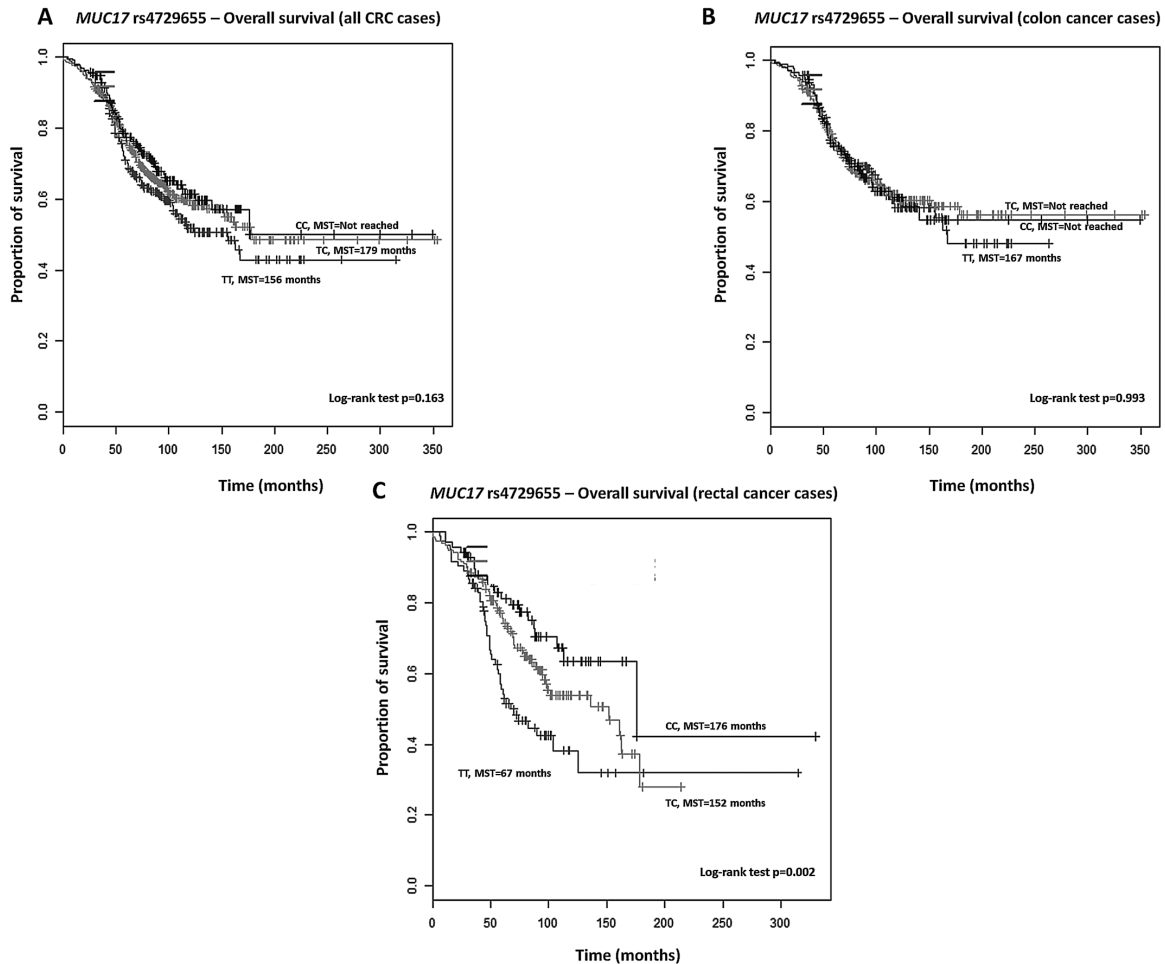 A
MUC17 rs4729655 – Overall survival (all CRC cases)
Proportion of survival
1.0
0.8
0.6
0.4
0.2
0.0
CC, MST=Not reached
TC, MST=179 months
TT, MST=156 months
Log-rank test p=0.163
0 50 100 150 200 250 300 350
Time (months)
B
MUC17 rs4729655 – Overall survival (colon cancer cases)
Proportion of survival
1.0
0.8
0.6
0.4
0.2
0.0
TC, MST=Not reached
CC, MST=Not reached
TT, MST=167 months
Log-rank test p=0.993
0 50 100 150 200 250 300 350
Time (months)
C
MUC17 rs4729655 – Overall survival (rectal cancer cases)
Proportion of survival
1.0
0.8
0.6
0.4
0.2
0.0
CC, MST=176 months
TT, MST=67 months
TC, MST=152 months
Log-rank test p=0.002
0 50 100 150 200 250 300
Time (months)